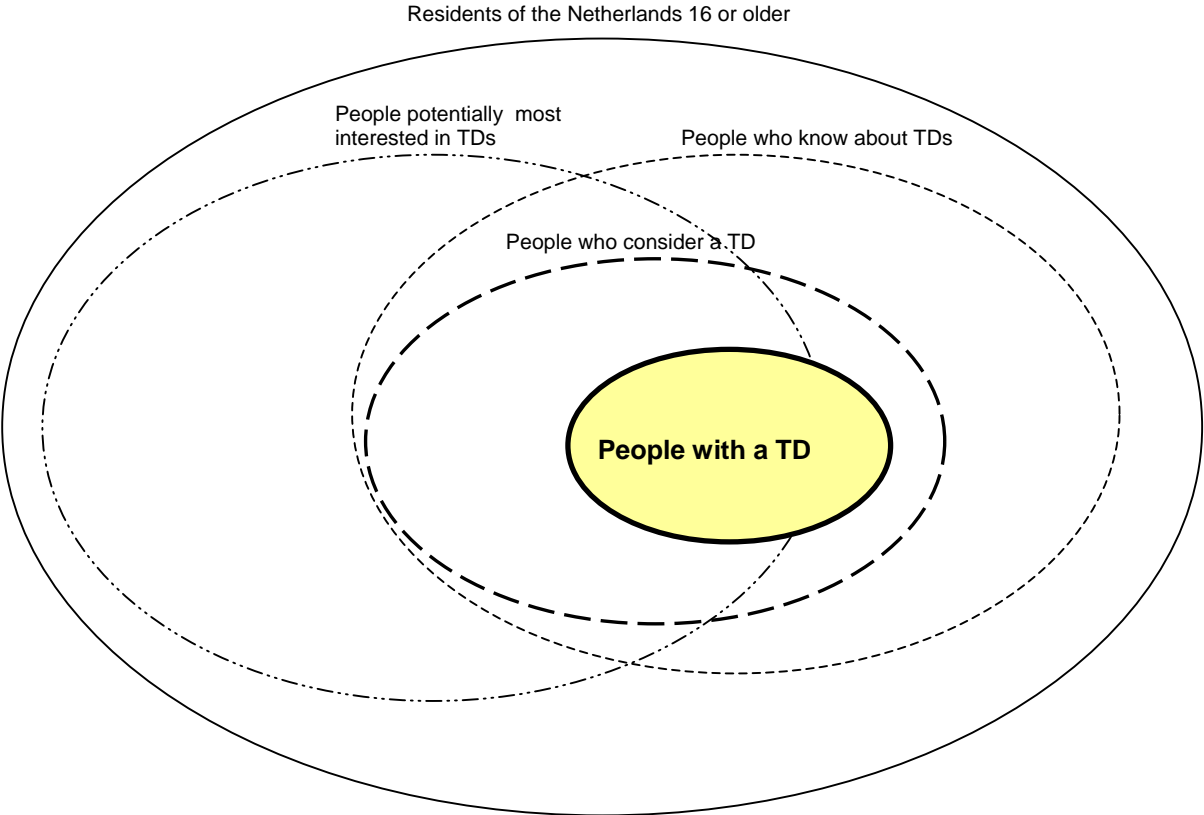 Residents of the Netherlands 16 or older
People potentially most
interested in TDs
People who know about TDs
People who consider a TD
People with a TD